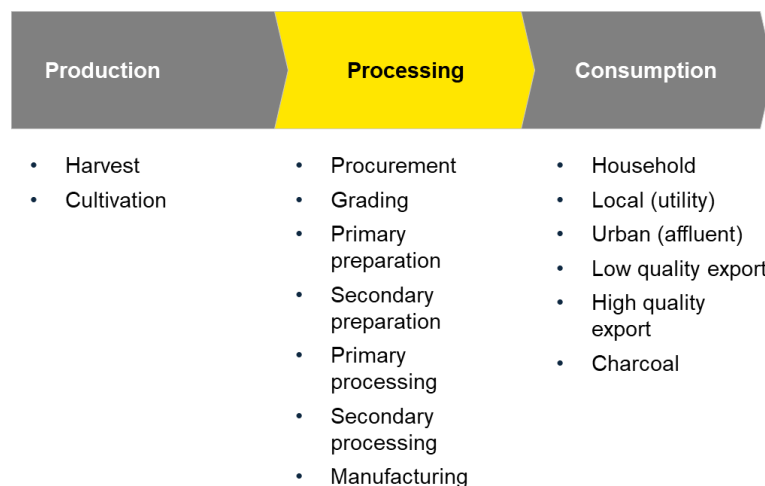 Production
Processing
Consumption
• Harvest
• Cultivation
• Procurement
• Grading
• Primary
preparation
• Secondary
preparation
• Primary
processing
• Secondary
processing
• Manufacturing
• Household
• Local (utility)
• Urban (affluent)
• Low quality export
• High quality
export
• Charcoal